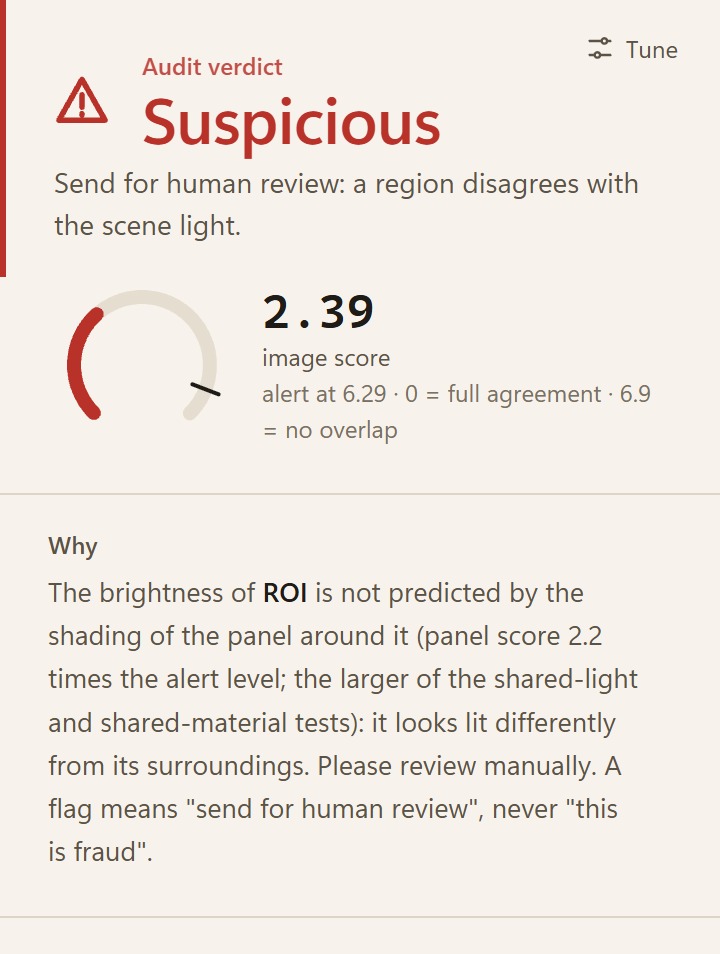 Tune
Audit verdict
Suspicious
Send for human review: a region disagrees with
the scene light.
2.39
image score
alert at 6.29 · 0 = full agreement · 6.9
= no overlap
Why
The brightness of ROI is not predicted by the
shading of the panel around it (panel score 2.2
times the alert level; the larger of the shared-light
and shared-material tests): it looks lit differently
from its surroundings. Please review manually. A
flag means "send for human review", never "this
is fraud".